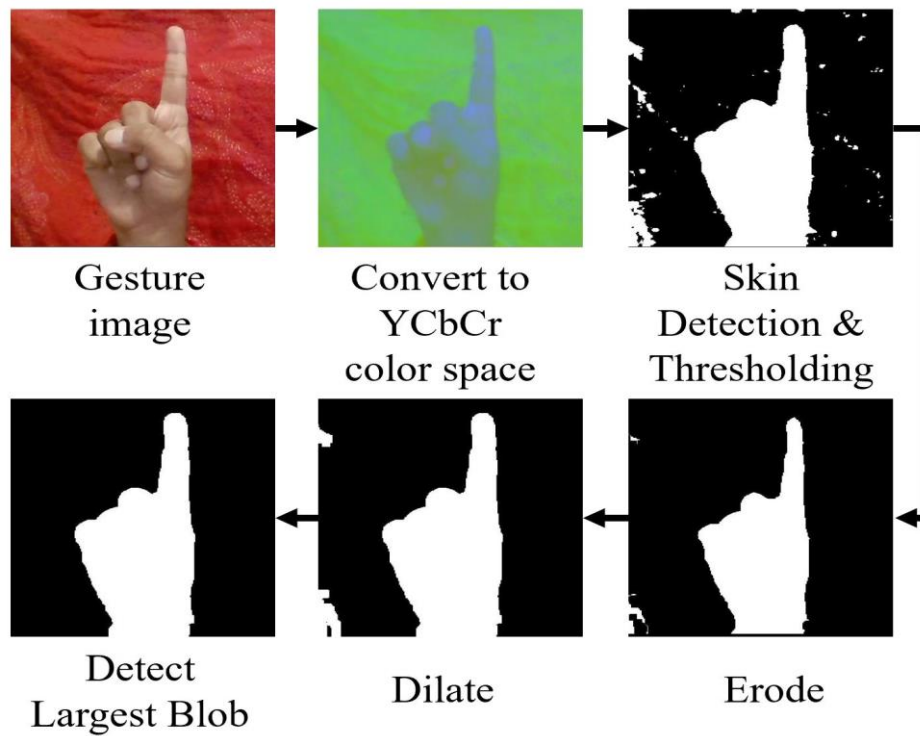 Gesture
image
Convert to
YCbCr
color space
Skin
Detection &
Thresholding
Detect
Largest Blob
Dilate
Erode